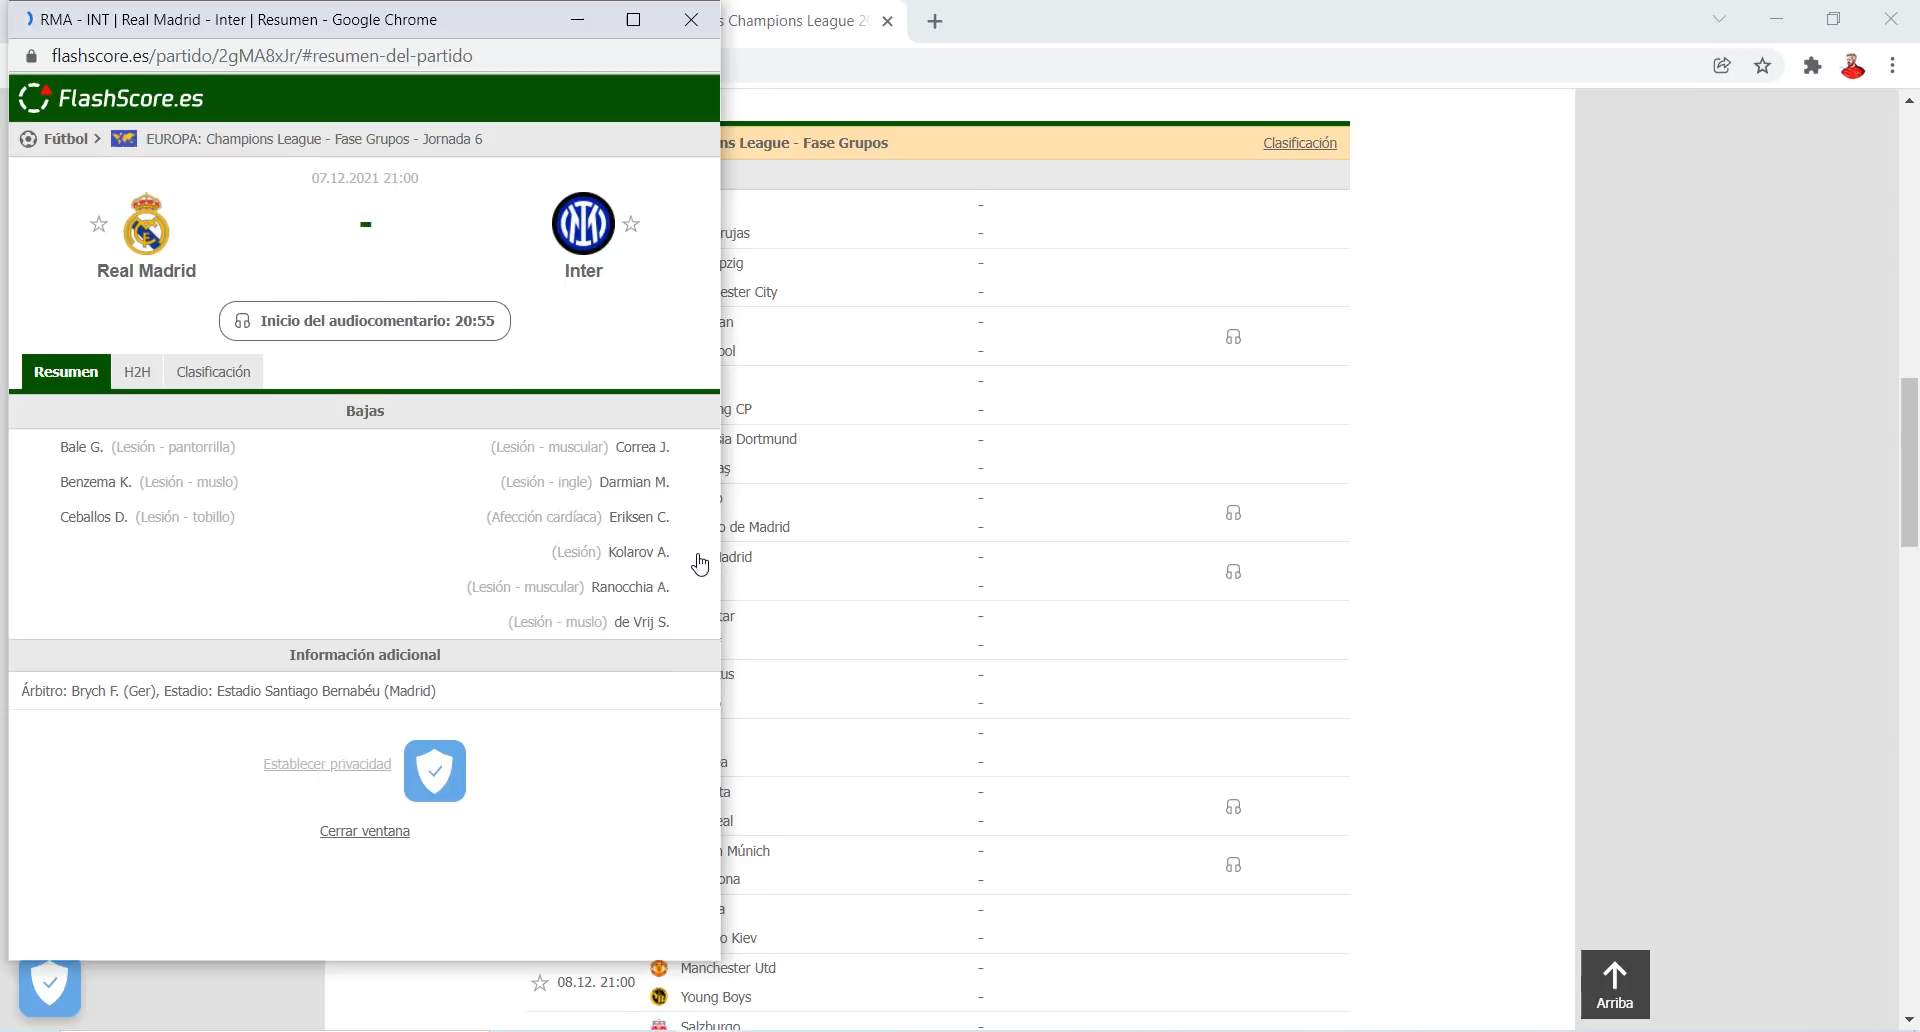 RMA - INT | Real Madrid - Inter | Resumen - Google Chrome
flashscore.es/partido/2gMA8xJr/#resumen-del-partido
FlashScore.es
Fútbol > EUROPA: Champions League - Fase Grupos - Jornada 6
07.12.2021 21:00
-
Real Madrid
Inter
Inicio del audiocomentario: 20:55
Resumen
H2H
Clasificación
Bajas
Bale G. (Lesión - pantorrilla)
(Lesión - muscular) Correa J.
Benzema K. (Lesión - muslo)
(Lesión - ingle) Darmian M.
Ceballos D. (Lesión - tobillo)
(Afección cardíaca) Eriksen C.
(Lesión) Kolarov A.
(Lesión - muscular) Ranocchia A.
(Lesión - muslo) de Vrij S.
Información adicional
Árbitro: Brych F. (Ger), Estadio: Estadio Santiago Bernabéu (Madrid)
Establecer privacidad
Cerrar ventana
s Champions League 2
ns League - Fase Grupos
Clasificación
-
rujas -
pzig -
ester City -
an -
ool -
-
ng CP -
ia Dortmund -
aş -
-
o de Madrid -
adrid -
-
tar -
-
us -
-
-
a -
ta -
eal -
n Múnich -
ona -
a -
o Kiev -
08.12. 21:00
Manchester Utd -
Young Boys -
Salzburgo -
Arriba